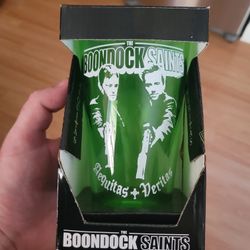 THE
BOONDOCK SAINTS
Aequitas + Veritas
THE
BOONDOCK SAINTS